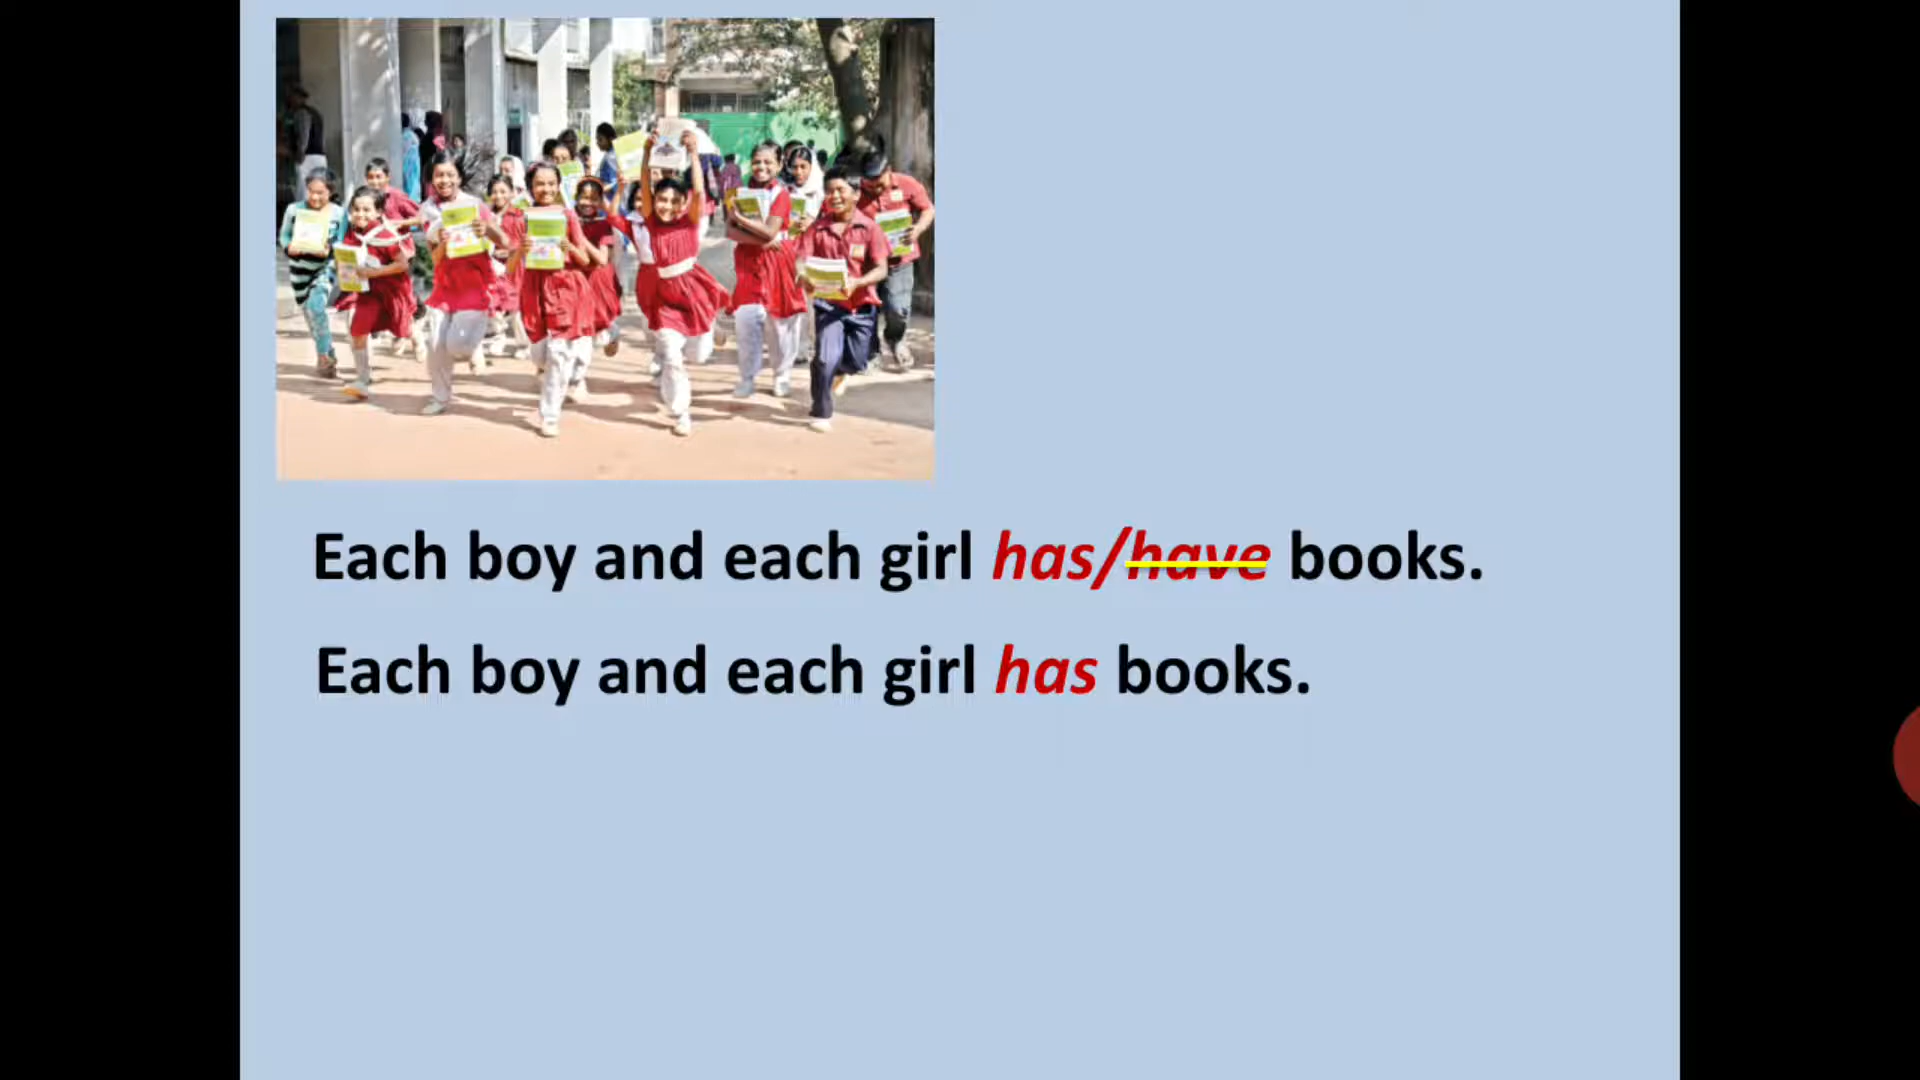 Each boy and each girl has/have books.
Each boy and each girl has books.